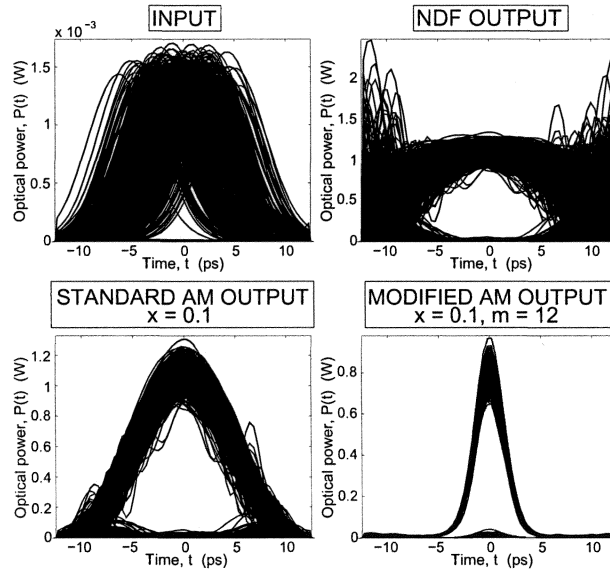 INPUT
x 10⁻³
Optical power, P(t) (W)
1.5
1
0.5
0
−10 −5 0 5 10
Time, t (ps)
NDF OUTPUT
Optical power, P(t) (W)
2
1.5
1
0.5
0
−10 −5 0 5 10
Time, t (ps)
STANDARD AM OUTPUT
x = 0.1
Optical power, P(t) (W)
1.2
1
0.8
0.6
0.4
0.2
0
−10 −5 0 5 10
Time, t (ps)
MODIFIED AM OUTPUT
x = 0.1, m = 12
Optical power, P(t) (W)
0.8
0.6
0.4
0.2
0
−10 −5 0 5 10
Time, t (ps)